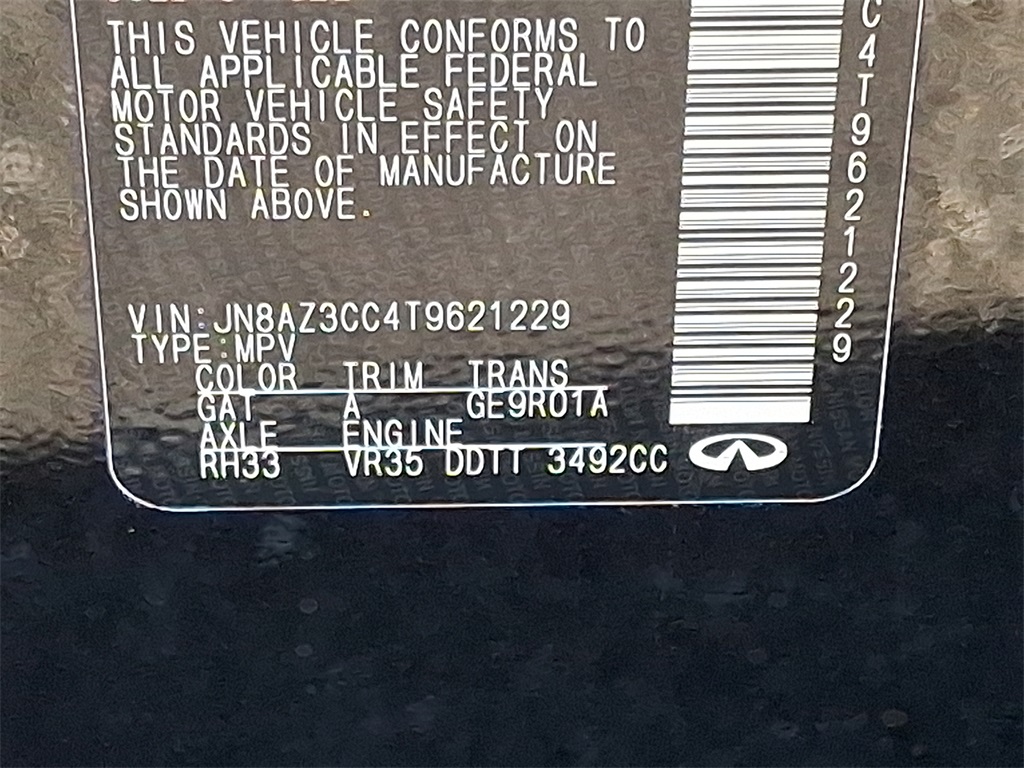 THIS VEHICLE CONFORMS TO
ALL APPLICABLE FEDERAL
MOTOR VEHICLE SAFETY
STANDARDS IN EFFECT ON
THE DATE OF MANUFACTURE
SHOWN ABOVE.
VIN:JN8AZ3CC4T9621229
TYPE:MPV
COLOR TRIM TRANS
GAT A GE9R01A
AXLE ENGINE
RH33 VR35 DDTT 3492CC
C4T9621229